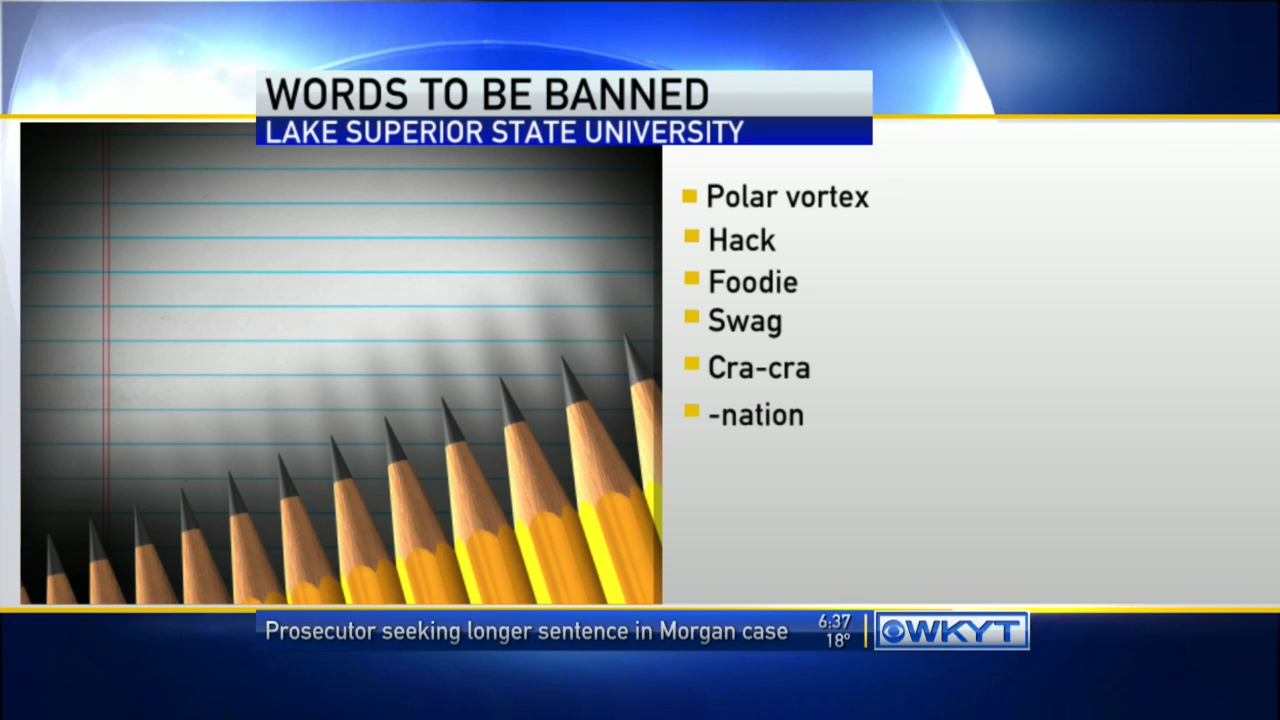 WORDS TO BE BANNED
LAKE SUPERIOR STATE UNIVERSITY
Polar vortex
Hack
Foodie
Swag
Cra-cra
-nation
Prosecutor seeking longer sentence in Morgan case
6:37
18°
WKYT